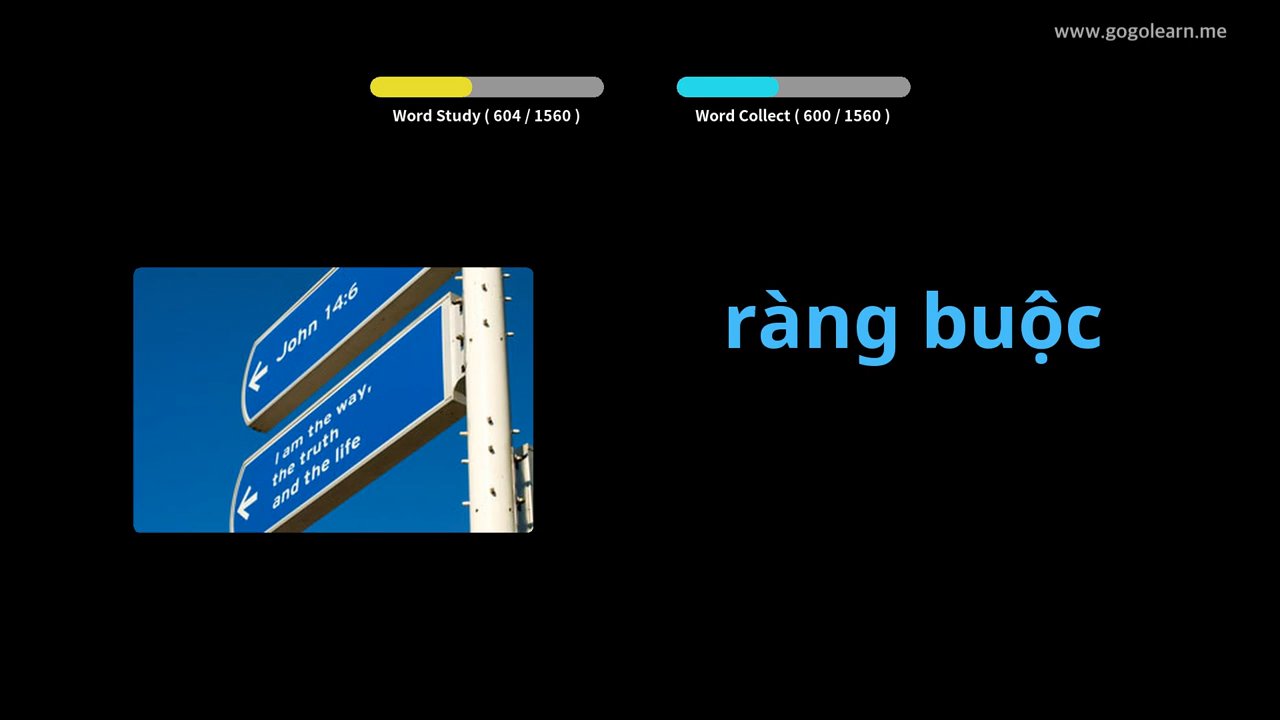 www.gogolearn.me
Word Study ( 604 / 1560 )
Word Collect ( 600 / 1560 )
John 14:6
I am the way,
the truth
and the life
ràng buộc